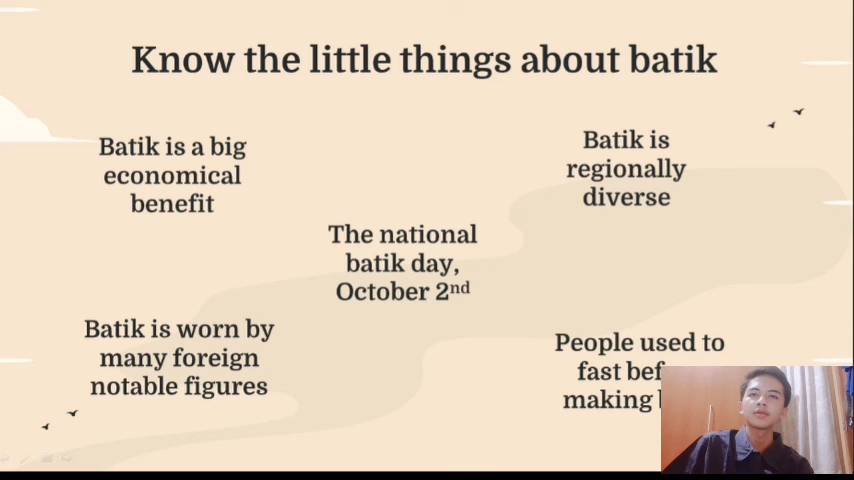 Know the little things about batik
Batik is a big
economical
benefit
Batik is
regionally
diverse
The national
batik day,
October 2nd
Batik is worn by
many foreign
notable figures
People used to
fast
making